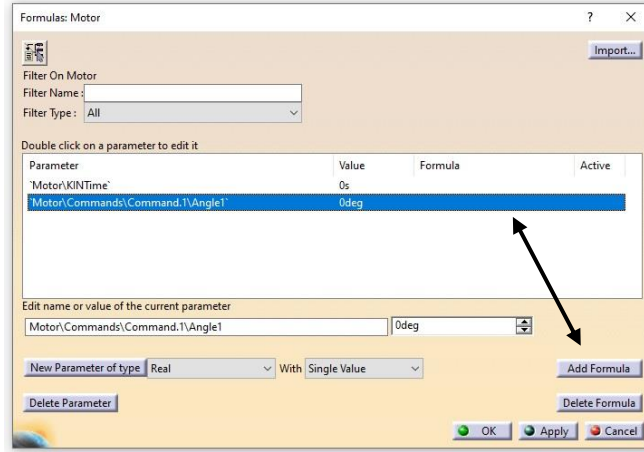 Formulas: Motor ? ×
Import...
Filter On Motor
Filter Name :
Filter Type : All
Double click on a parameter to edit it
Parameter Value Formula Active
`Motor\KINTime` 0s
`Motor\Commands\Command.1\Angle1` 0deg
Edit name or value of the current parameter
Motor\Commands\Command.1\Angle1 0deg
New Parameter of type Real With Single Value Add Formula
Delete Parameter Delete Formula
OK Apply Cancel